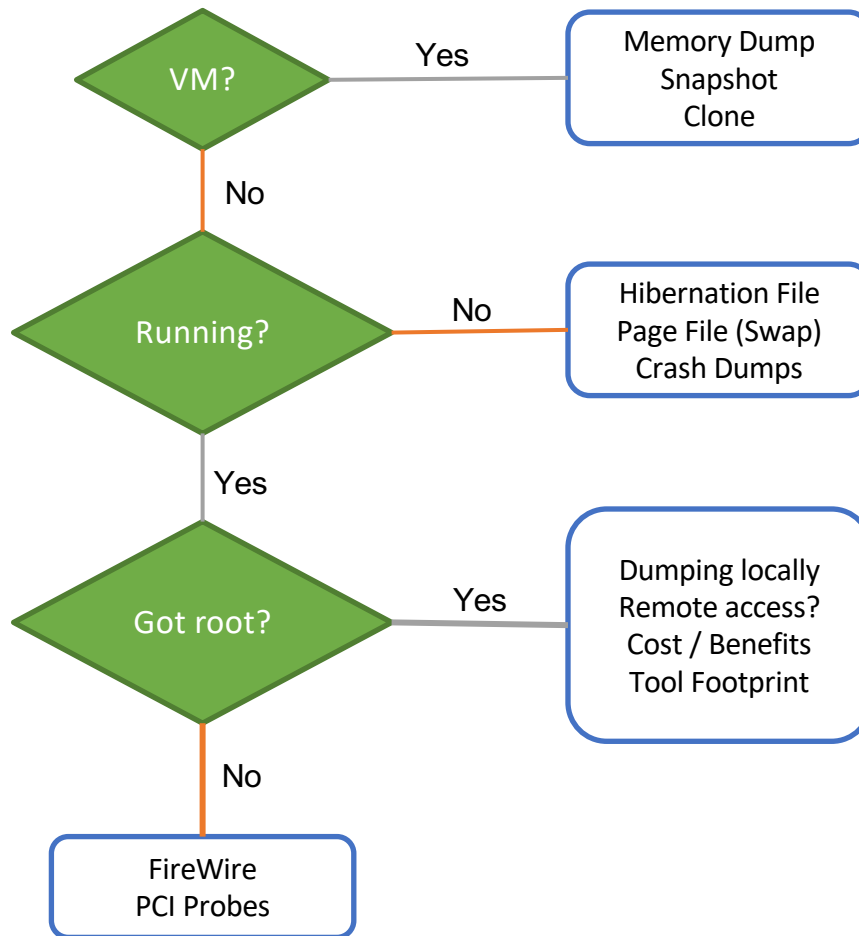 VM?
Yes
Memory Dump
Snapshot
Clone
No
Running?
No
Hibernation File
Page File (Swap)
Crash Dumps
Yes
Got root?
Yes
Dumping locally
Remote access?
Cost / Benefits
Tool Footprint
No
FireWire
PCI Probes